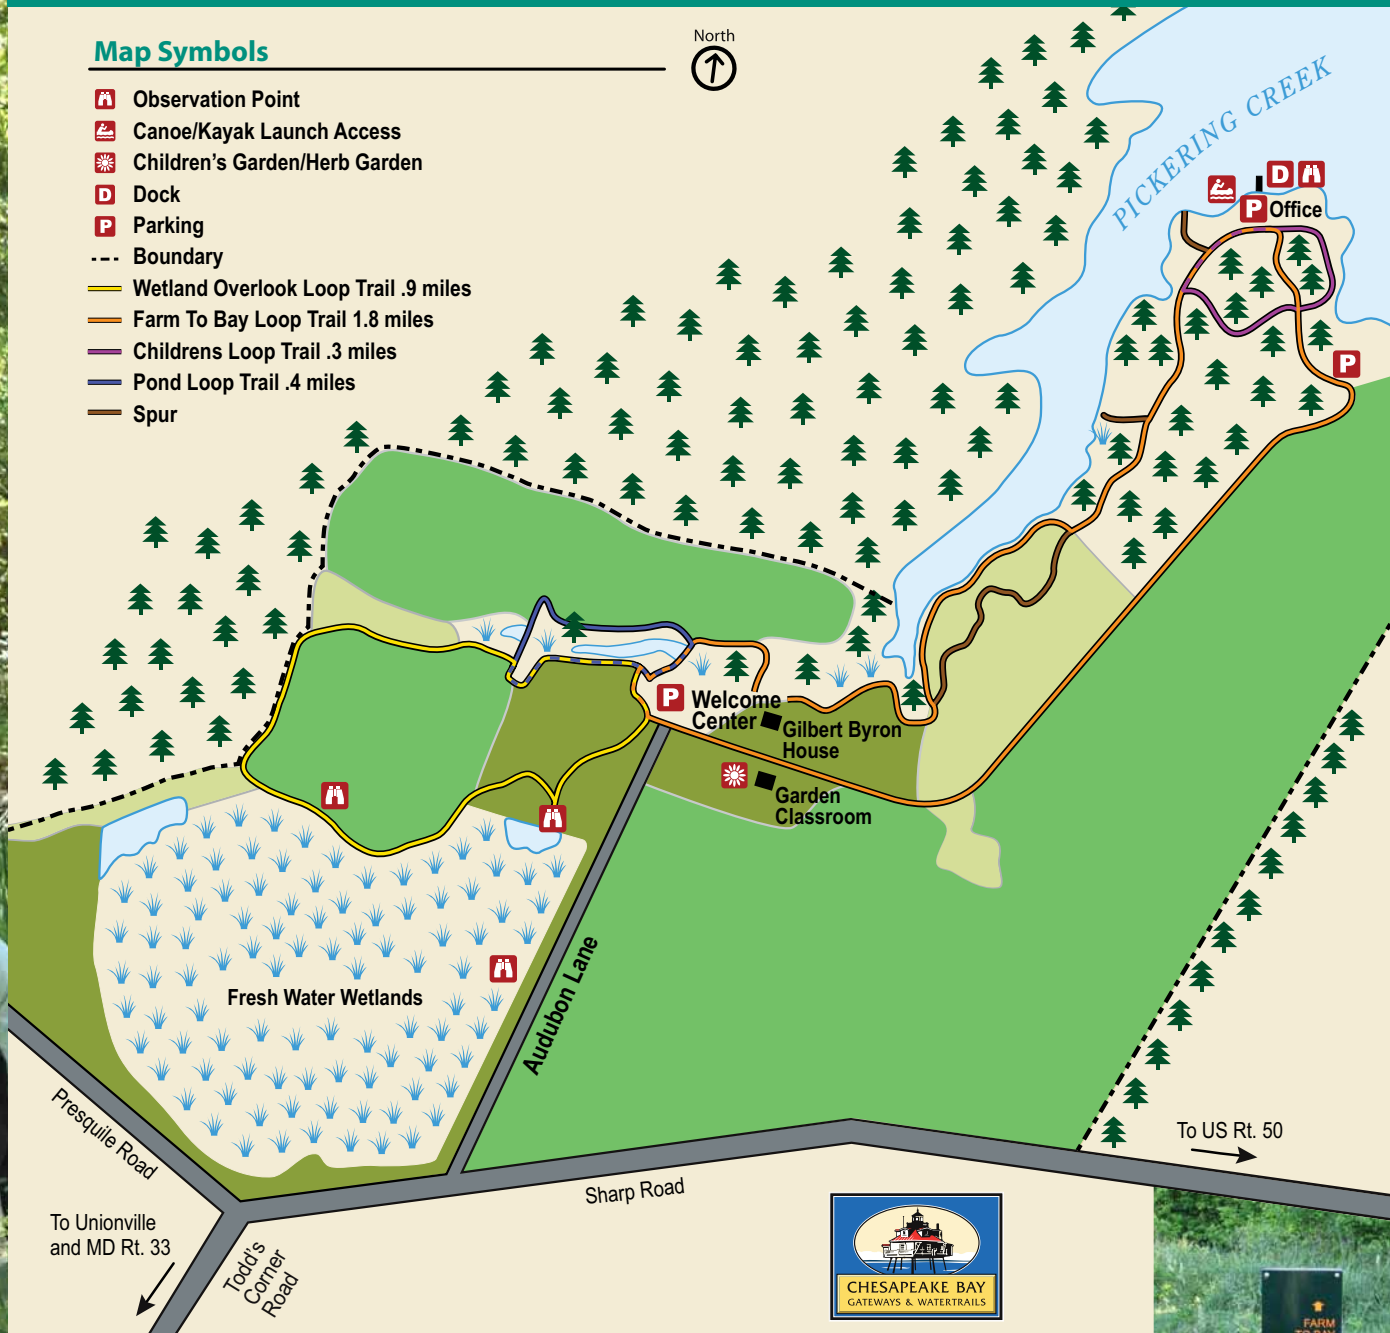 Map Symbols
North
Observation Point
Canoe/Kayak Launch Access
Children's Garden/Herb Garden
D Dock
P Parking
Boundary
Wetland Overlook Loop Trail .9 miles
Farm To Bay Loop Trail 1.8 miles
Childrens Loop Trail .3 miles
Pond Loop Trail .4 miles
Spur
PICKERING CREEK
D
P Office
P
P
Welcome
Center
Gilbert Byron
House
Garden
Classroom
Fresh Water Wetlands
Audubon Lane
Presquile Road
Sharp Road
To US Rt. 50
To Unionville
and MD Rt. 33
Todd's
Corner
Road
CHESAPEAKE BAY
GATEWAYS & WATERTRAILS
FARM
TO BAY